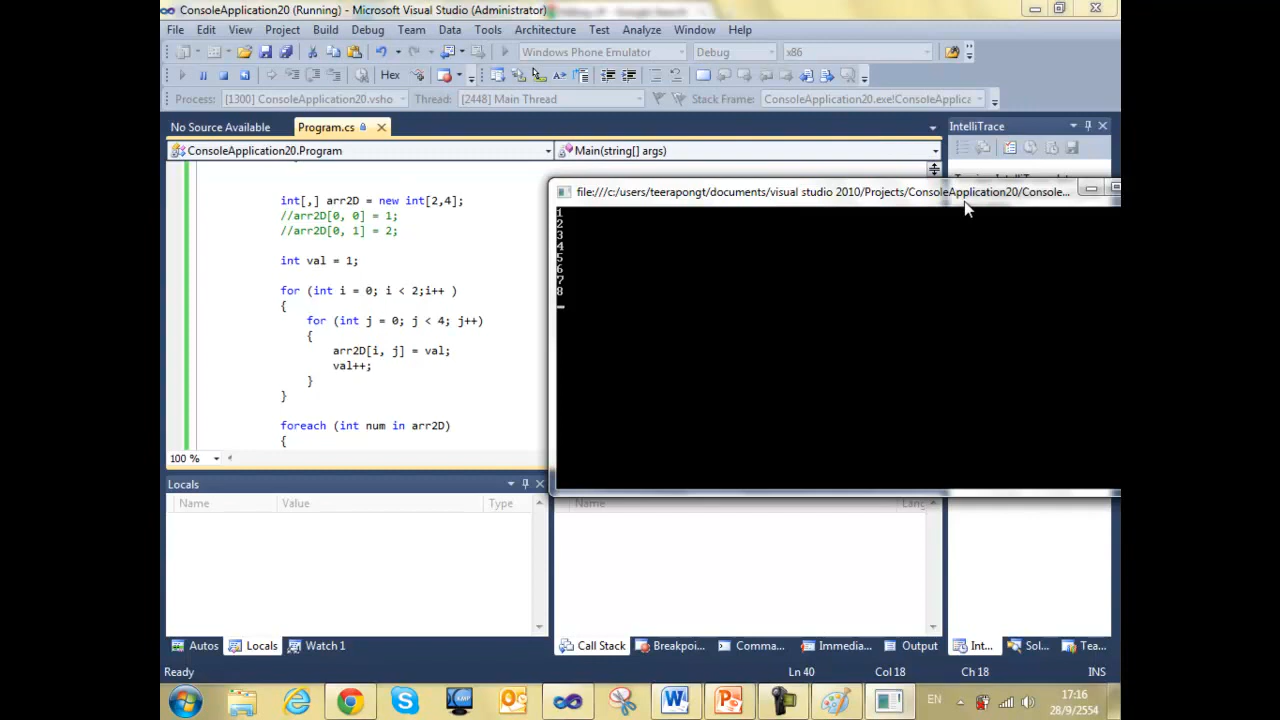 ConsoleApplication20 (Running) - Microsoft Visual Studio (Administrator)
File Edit View Project Build Debug Team Data Tools Architecture Test Analyze Window Help
Windows Phone Emulator Debug x86
Hex
Process: [1300] ConsoleApplication20.vsho Thread: [2448] Main Thread Stack Frame: ConsoleApplication20.exe!ConsoleApplica
No Source Available Program.cs IntelliTrace
ConsoleApplication20.Program Main(string[] args)
file:///c:/users/teerapongt/documents/visual studio 2010/Projects/ConsoleApplication20/Console...
int[,] arr2D = new int[2,4];
//arr2D[0, 0] = 1;
//arr2D[0, 1] = 2;
int val = 1;
for (int i = 0; i < 2;i++ )
{
for (int j = 0; j < 4; j++)
{
arr2D[i, j] = val;
val++;
}
}
foreach (int num in arr2D)
{
1
2
3
4
5
6
7
8
100 %
Locals
Name Value Type Name Lang
Autos Locals Watch 1 Call Stack Breakpoi... Comma... Immedia... Output Int... Sol... Tea...
Ready Ln 40 Col 18 Ch 18 INS
EN 17:16
28/9/2554